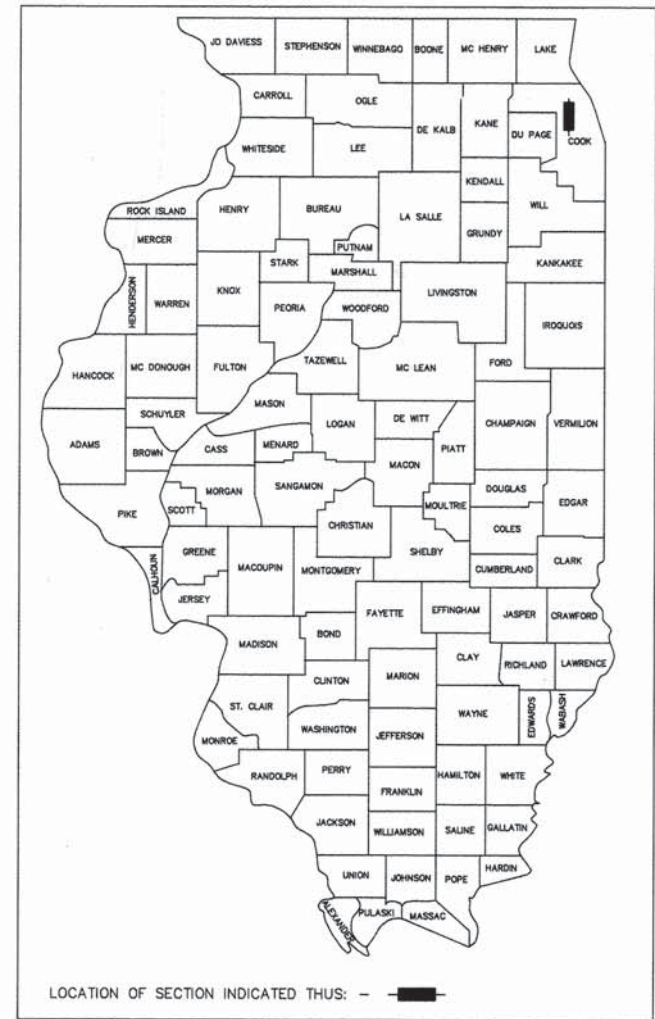 JO DAVIESS STEPHENSON WINNEBAGO BOONE MC HENRY LAKE
CARROLL OGLE DE KALB KANE DU PAGE COOK
WHITESIDE LEE
KENDALL WILL
ROCK ISLAND HENRY BUREAU LA SALLE GRUNDY
MERCER PUTNAM KANKAKEE
STARK MARSHALL
HENDERSON WARREN KNOX PEORIA WOODFORD LIVINGSTON IROQUOIS
HANCOCK MC DONOUGH FULTON TAZEWELL MC LEAN FORD
SCHUYLER MASON LOGAN DE WITT CHAMPAIGN VERMILION
ADAMS BROWN CASS MENARD MACON PIATT
PIKE SCOTT MORGAN SANGAMON MOULTRIE DOUGLAS EDGAR
CHRISTIAN COLES
CALHOUN GREENE MACOUPIN MONTGOMERY SHELBY CUMBERLAND CLARK
JERSEY FAYETTE EFFINGHAM JASPER CRAWFORD
MADISON BOND CLAY RICHLAND LAWRENCE
CLINTON MARION
ST. CLAIR WAYNE EDWARDS WABASH
MONROE WASHINGTON JEFFERSON
RANDOLPH PERRY HAMILTON WHITE
FRANKLIN
JACKSON WILLIAMSON SALINE GALLATIN
UNION JOHNSON POPE HARDIN
ALEXANDER PULASKI MASSAC
LOCATION OF SECTION INDICATED THUS: -